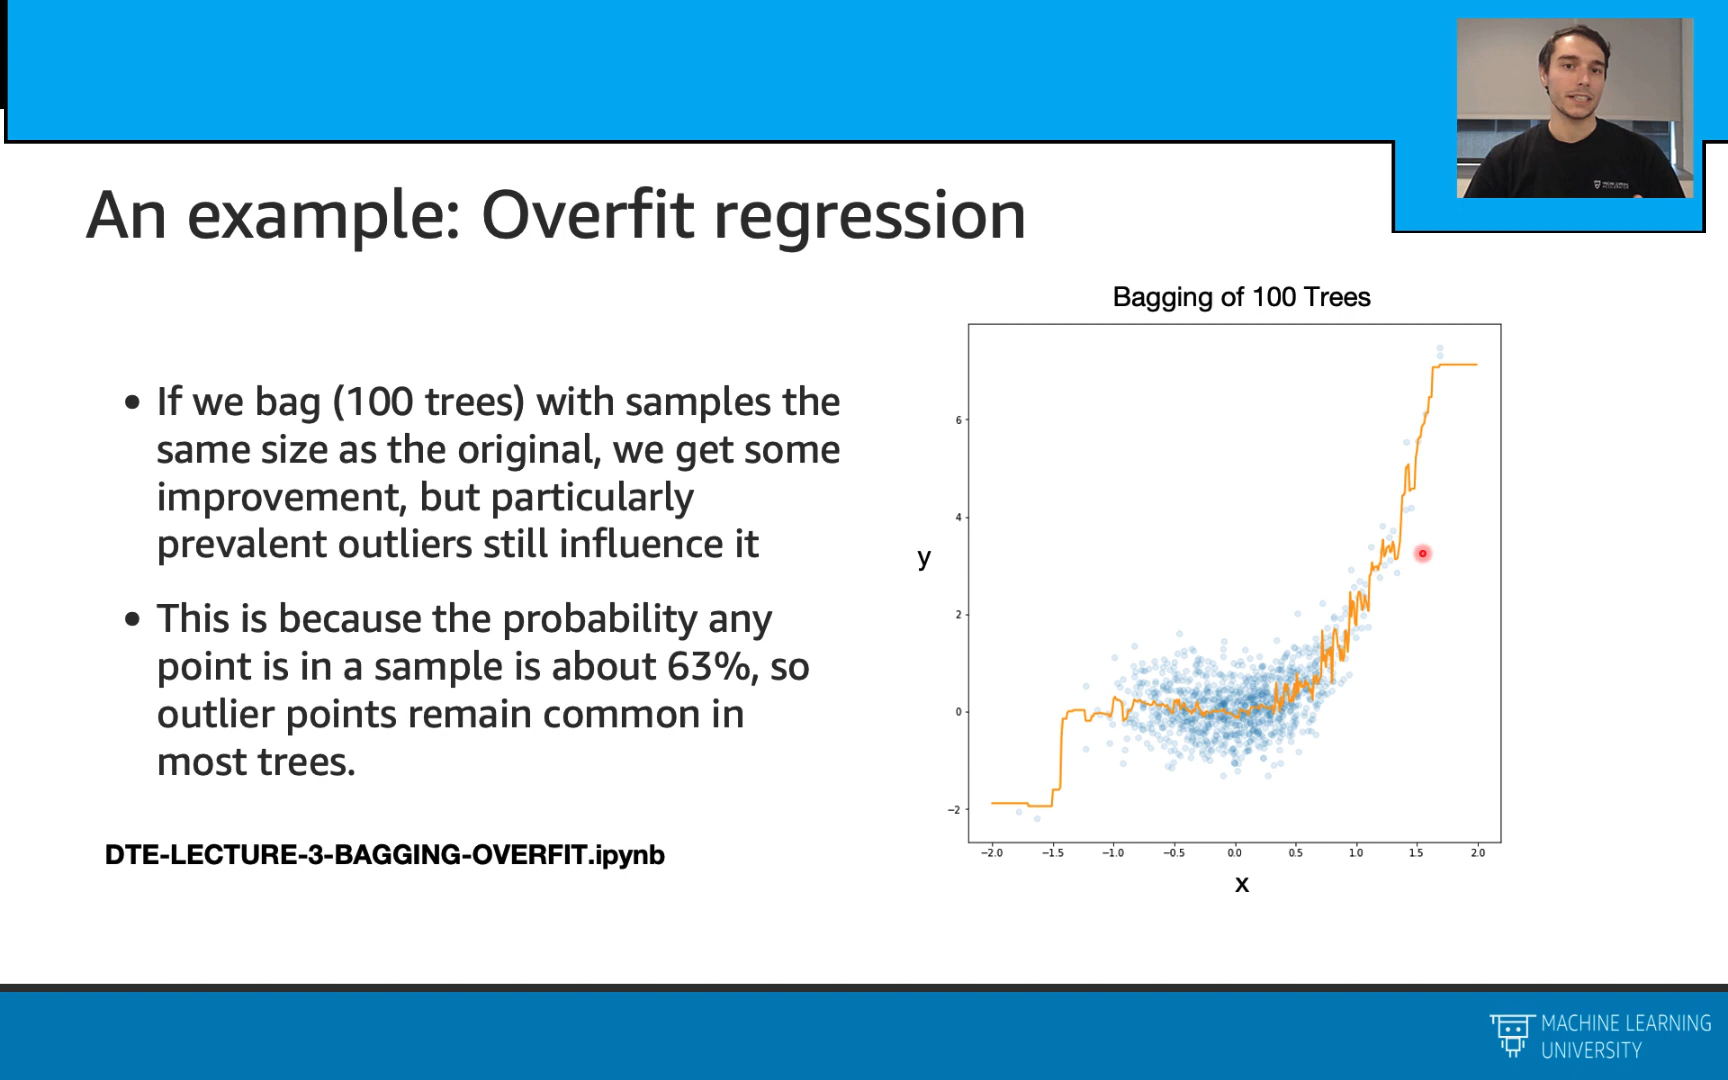 An example: Overfit regression
• If we bag (100 trees) with samples the
same size as the original, we get some
improvement, but particularly
prevalent outliers still influence it
• This is because the probability any
point is in a sample is about 63%, so
outlier points remain common in
most trees.
DTE-LECTURE-3-BAGGING-OVERFIT.ipynb
Bagging of 100 Trees
y
6
4
2
0
−2
−2.0 −1.5 −1.0 −0.5 0.0 0.5 1.0 1.5 2.0
x
MACHINE LEARNING
UNIVERSITY